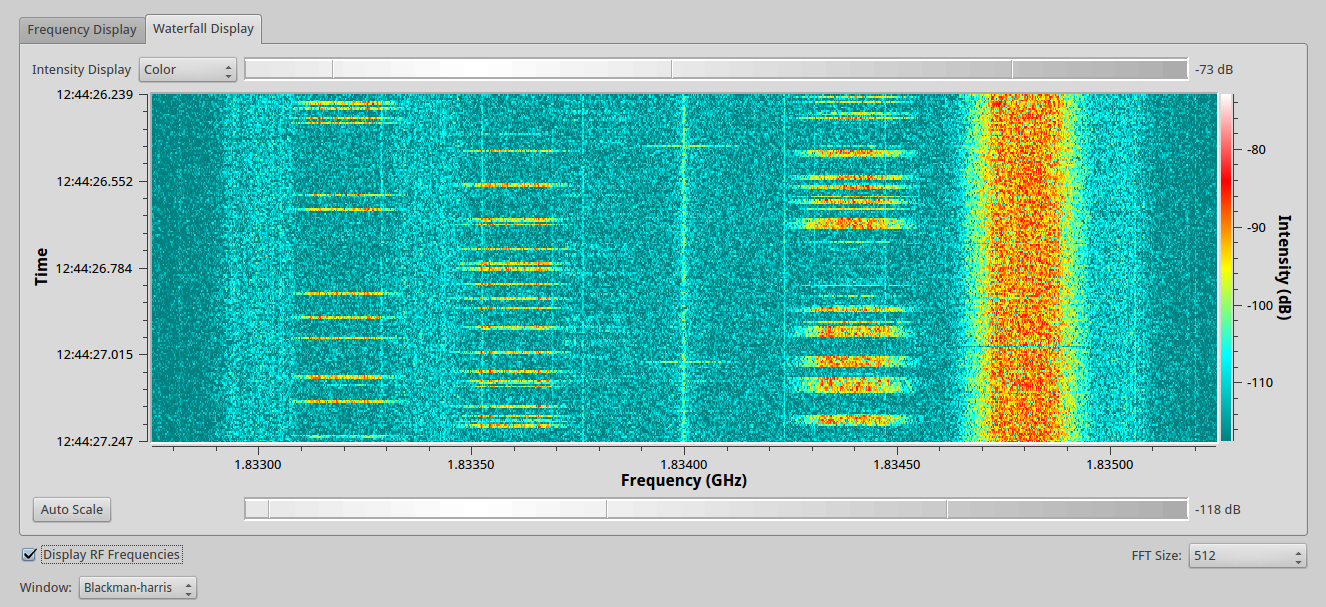 Frequency Display
Waterfall Display
Intensity Display
Color
-73 dB
12:44:26.239
12:44:26.552
12:44:26.784
12:44:27.015
12:44:27.247
Time
-80
-90
-100
-110
Intensity (dB)
1.83300
1.83350
1.83400
1.83450
1.83500
Frequency (GHz)
Auto Scale
-118 dB
Display RF Frequencies
FFT Size:
512
Window:
Blackman-harris